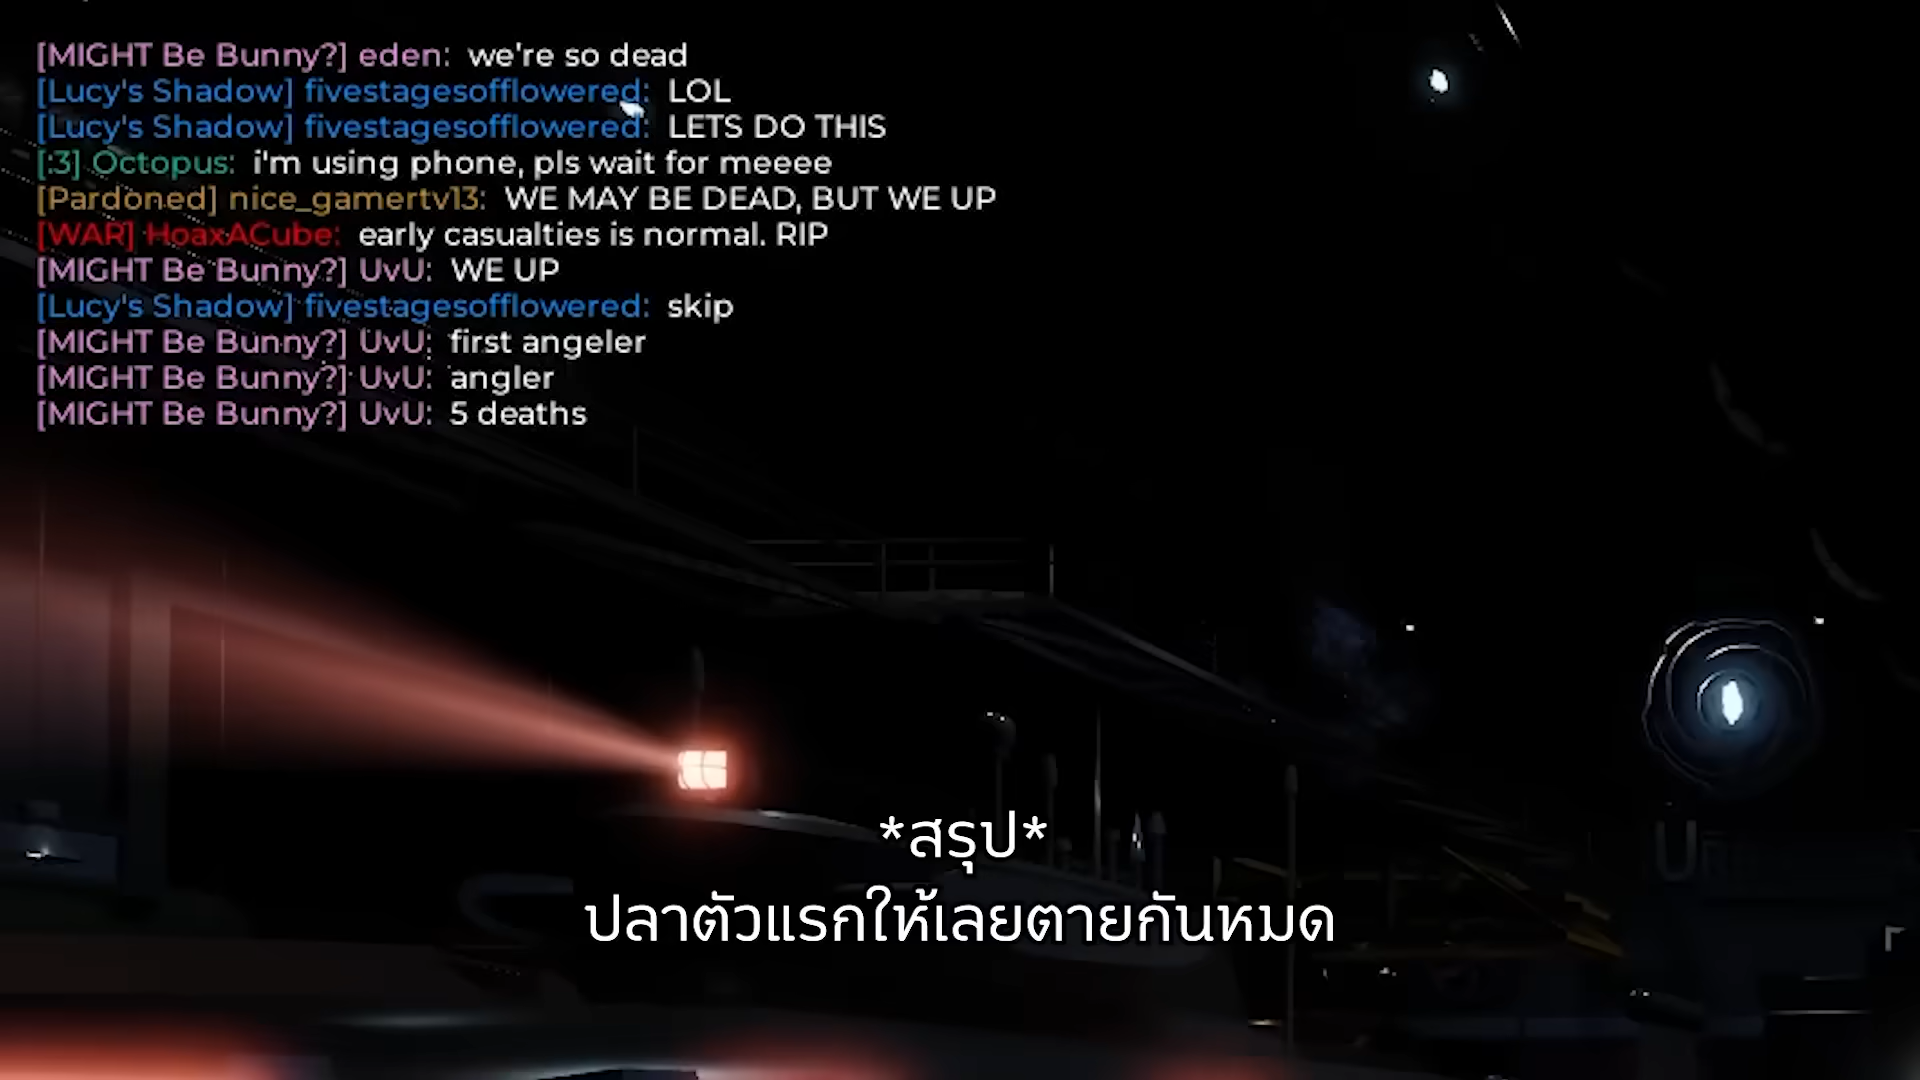 [MIGHT Be Bunny?] eden: we're so dead
[Lucy's Shadow] fivestagesofflowered: LOL
[Lucy's Shadow] fivestagesofflowered: LETS DO THIS
[:3] Octopus: i'm using phone, pls wait for meeee
[Pardoned] nice_gamertv13: WE MAY BE DEAD, BUT WE UP
[WAR] HoaxACube: early casualties is normal. RIP
[MIGHT Be Bunny?] UvU: WE UP
[Lucy's Shadow] fivestagesofflowered: skip
[MIGHT Be Bunny?] UvU: first angeler
[MIGHT Be Bunny?] UvU: angler
[MIGHT Be Bunny?] UvU: 5 deaths
*สรุป*
ปลาตัวแรกให้เลยตายกันหมด